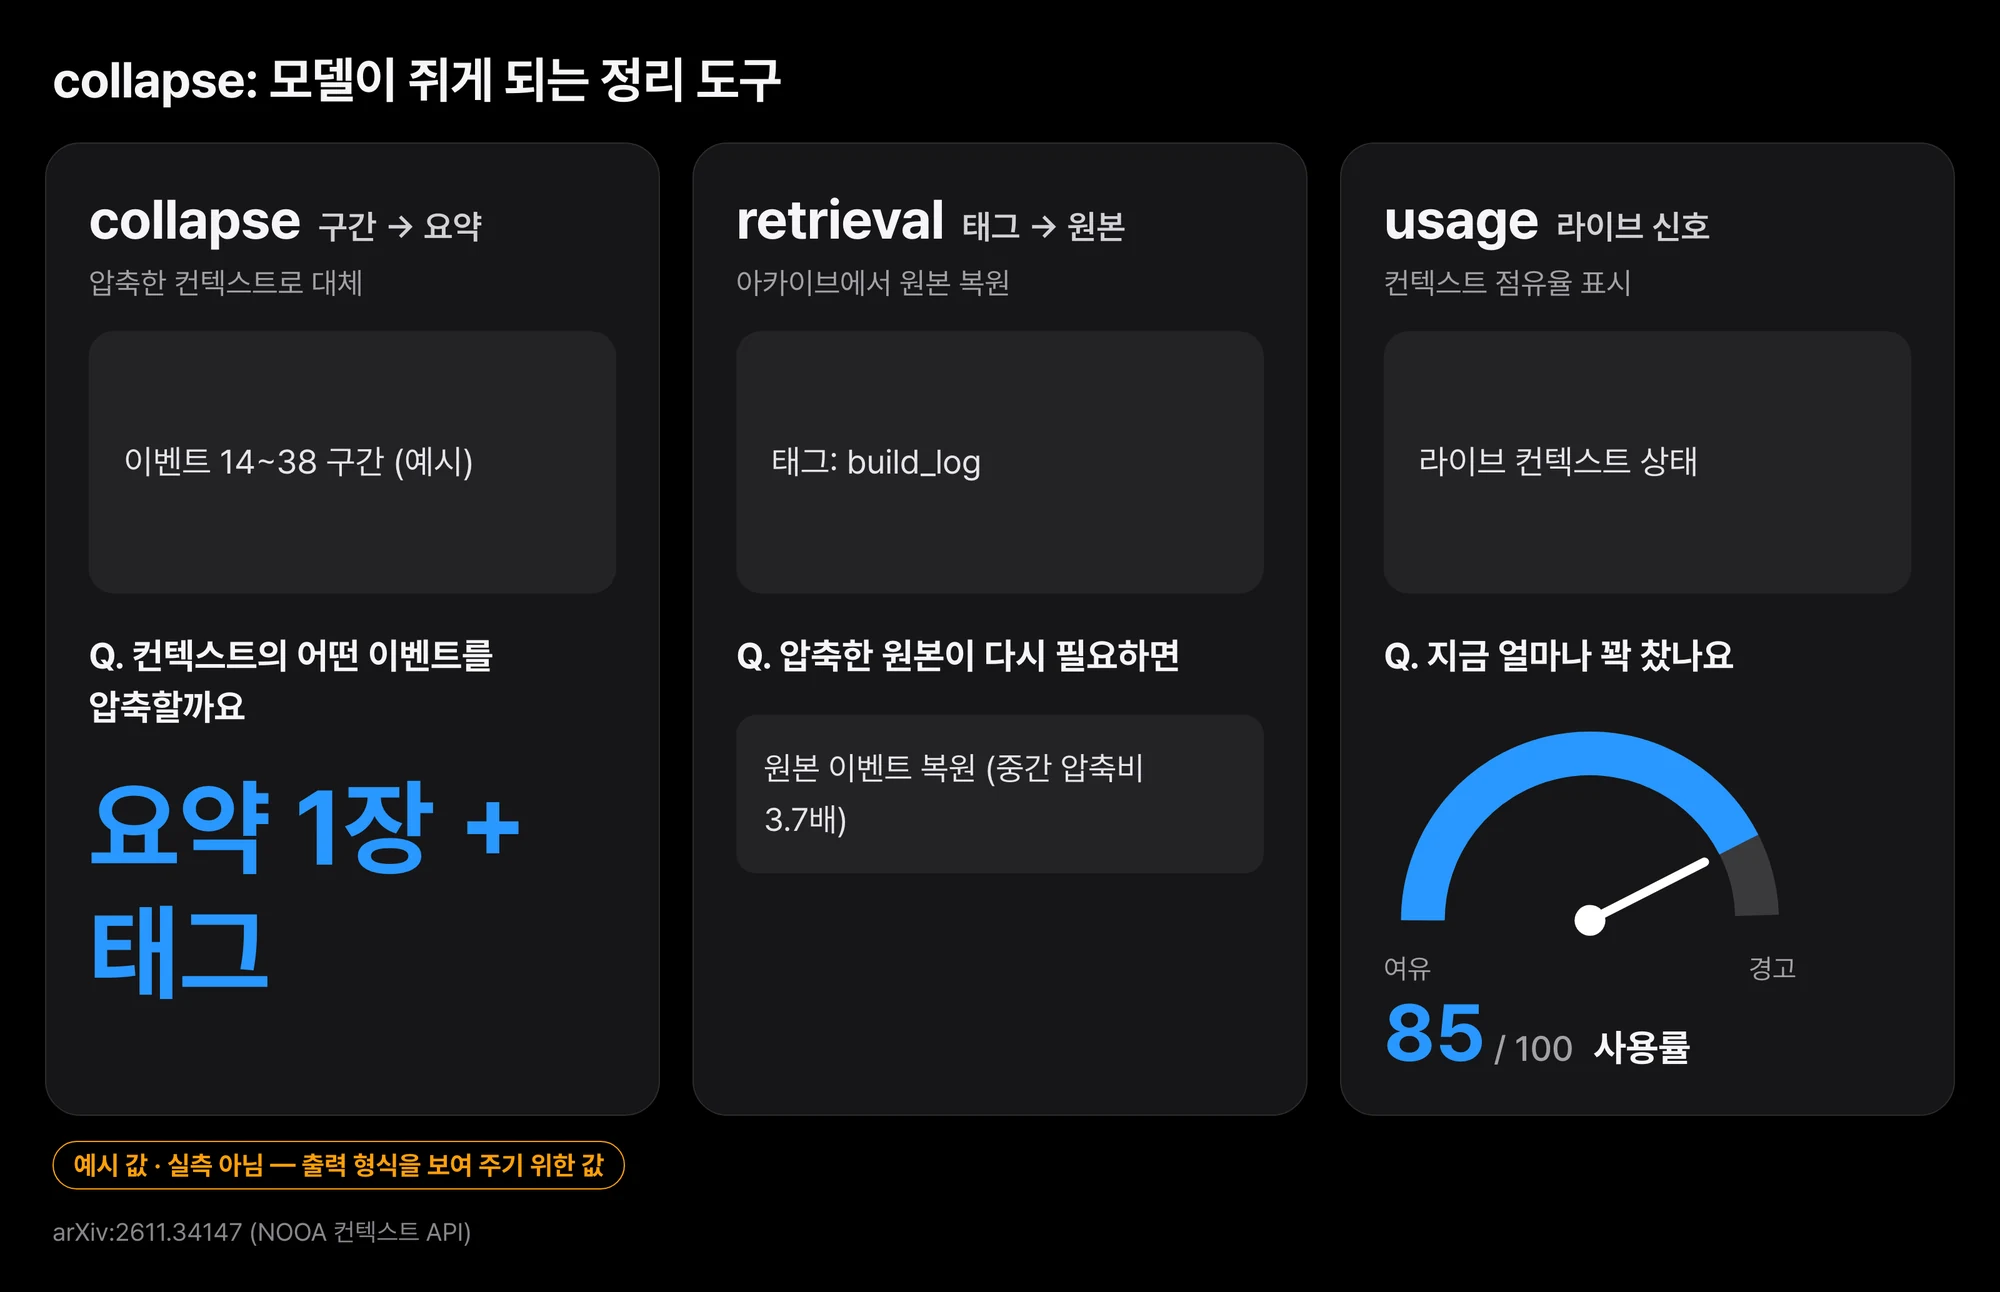 collapse: 모델이 쥐게 되는 정리 도구
collapse 구간 → 요약
압축한 컨텍스트로 대체
이벤트 14~38 구간 (예시)
Q. 컨텍스트의 어떤 이벤트를
압축할까요
요약 1장 +
태그
retrieval 태그 → 원본
아카이브에서 원본 복원
태그: build_log
Q. 압축한 원본이 다시 필요하면
원본 이벤트 복원 (중간 압축비
3.7배)
usage 라이브 신호
컨텍스트 점유율 표시
라이브 컨텍스트 상태
Q. 지금 얼마나 꽉 찼나요
여유 경고
85 / 100 사용률
예시 값 · 실측 아님 — 출력 형식을 보여 주기 위한 값
arXiv:2611.34147 (NOOA 컨텍스트 API)